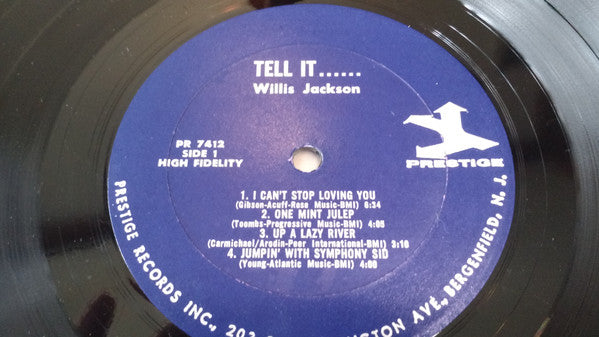 TELL IT......
Willis Jackson
PR 7412
SIDE 1
HIGH FIDELITY
PRESTIGE
1. I CAN'T STOP LOVING YOU
(Gibson-Acuff-Rose Music-BMI) 6:34
2. ONE MINT JULEP
(Toombs-Progressive Music-BMI) 4:05
3. UP A LAZY RIVER
(Carmichael/Arodin-Peer International-BMI) 3:10
4. JUMPIN' WITH SYMPHONY SID
(Young-Atlantic Music-BMI) 4:00
PRESTIGE RECORDS INC., 203 AVE., BERGENFIELD, N. J.